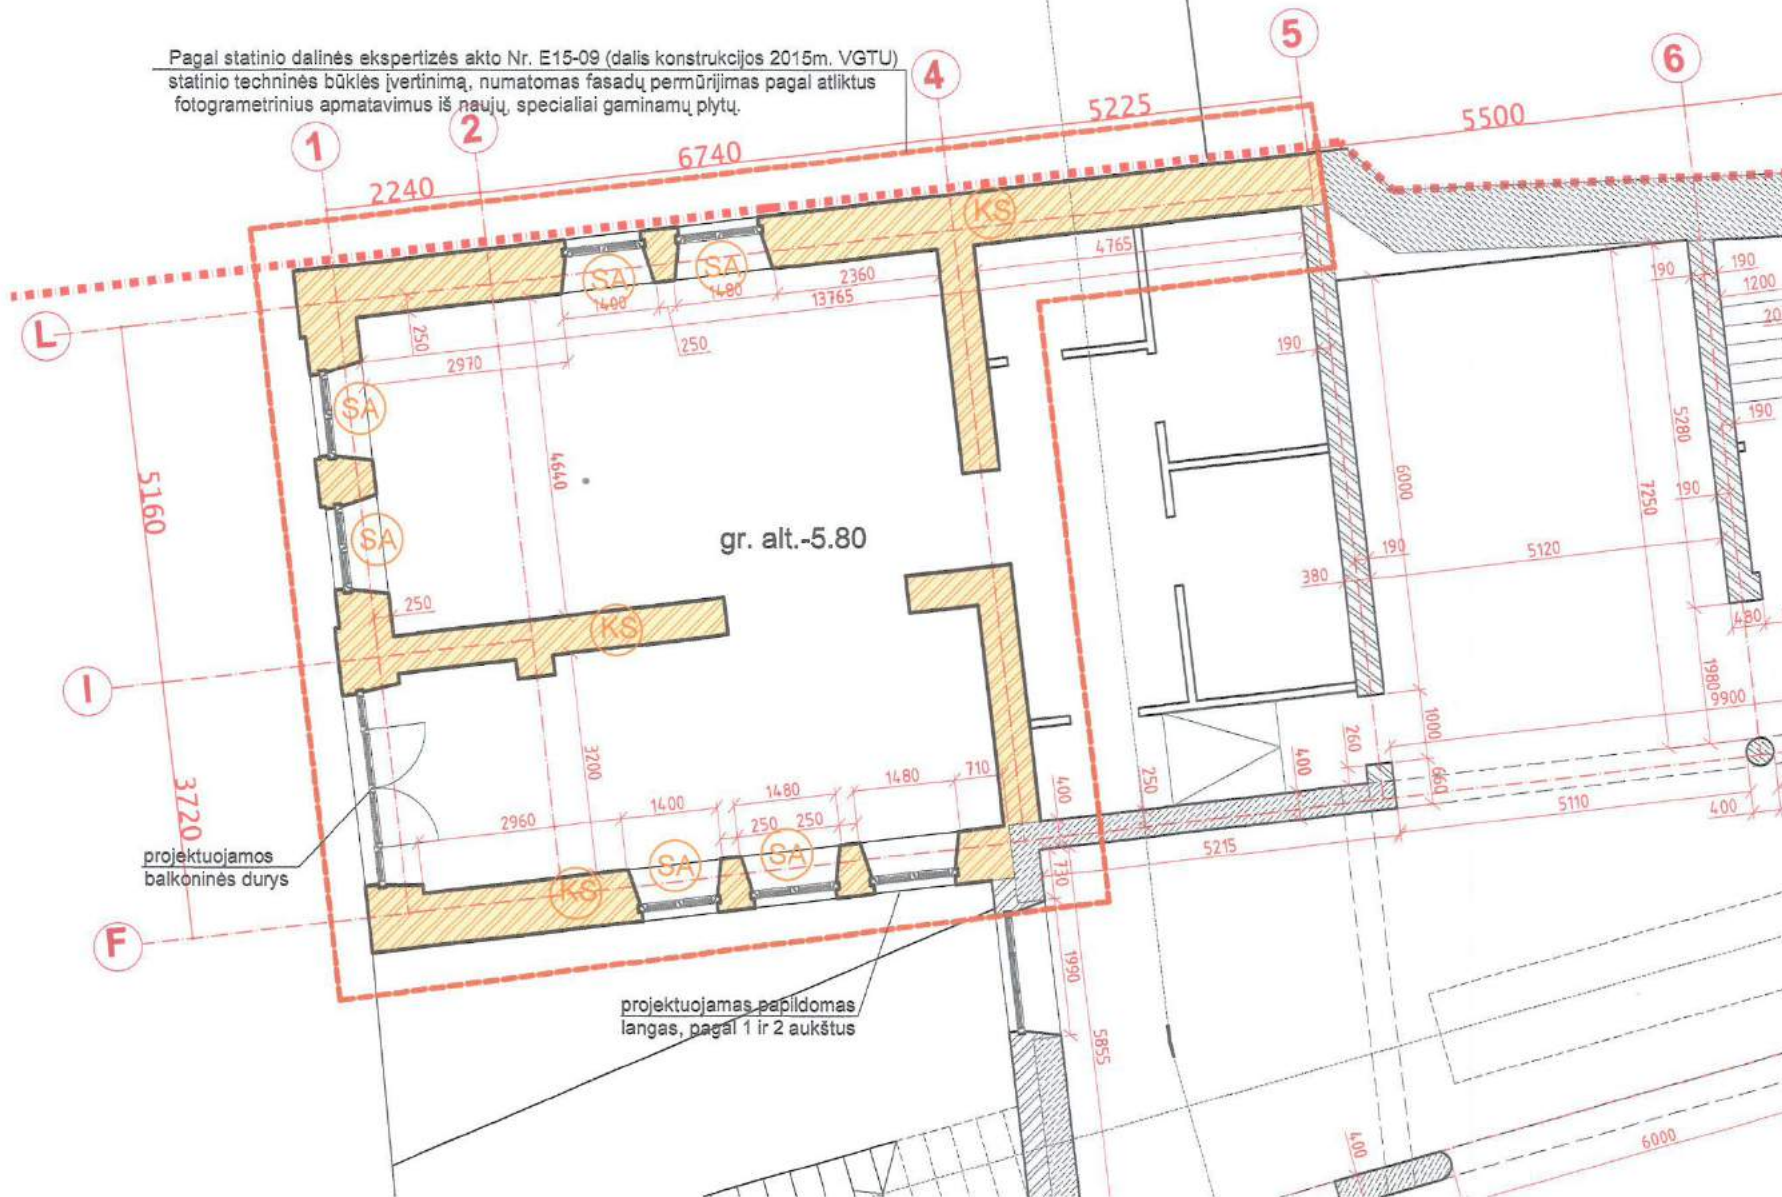 Pagal statinio dalinės ekspertizės akto Nr. E15-09 (dalis konstrukcijos 2015m. VGTU)
statinio techninės būklės įvertinimą, numatomas fasadų permūrijimas pagal atliktus
fotogrametrinius apmatavimus iš naujų, specialiai gaminamų plytų.
1
2
4
5
6
2240
6740
5225
5500
L
KS
SA
SA
4765
2360
13765
1400
1480
250
250
2970
190
190
1200
20
190
SA
SA
5160
4640
gr. alt.-5.80
6000
7250
5280
190
190
190
380
5120
480
250
KS
I
3720
3200
projektuojamos
balkoninės durys
2960
1400
1480
1480
710
250
250
400
250
400
260
1000
660
1980
9900
5110
400
5215
SA
SA
KS
F
730
1990
5855
projektuojamas papildomas
langas, pagal 1 ir 2 aukštus
400
6000